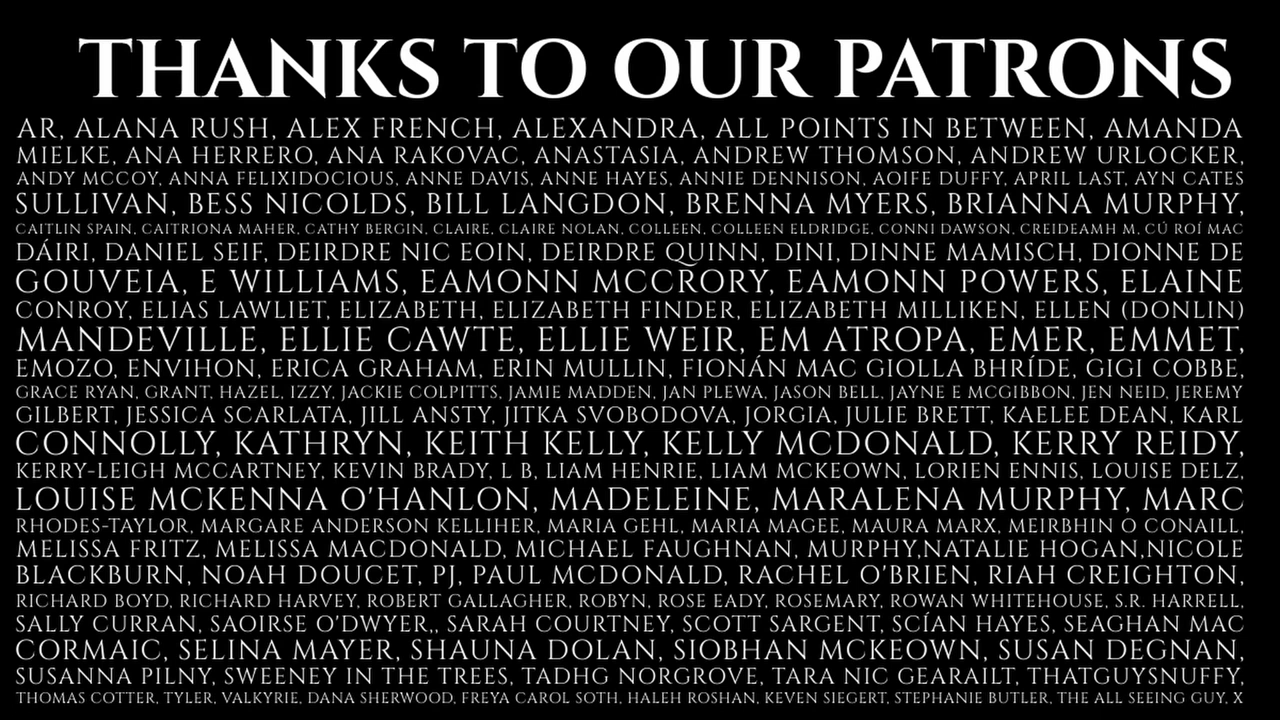 THANKS TO OUR PATRONS
AR, ALANA RUSH, ALEX FRENCH, ALEXANDRA, ALL POINTS IN BETWEEN, AMANDA
MIELKE, ANA HERRERO, ANA RAKOVAC, ANASTASIA, ANDREW THOMSON, ANDREW URLOCKER,
ANDY MCCOY, ANNA FELIXIDOCIOUS, ANNE DAVIS, ANNE HAYES, ANNIE DENNISON, AOIFE DUFFY, APRIL LAST, AYN CATES
SULLIVAN, BESS NICOLDS, BILL LANGDON, BRENNA MYERS, BRIANNA MURPHY,
CAITLIN SPAIN, CAITRIONA MAHER, CATHY BERGIN, CLAIRE, CLAIRE NOLAN, COLLEEN, COLLEEN ELDRIDGE, CONNI DAWSON, CREIDEAMH M, CÚ ROÍ MAC
DÁIRI, DANIEL SEIF, DEIRDRE NIC EOIN, DEIRDRE QUINN, DINI, DINNE MAMISCH, DIONNE DE
GOUVEIA, E WILLIAMS, EAMONN MCCRORY, EAMONN POWERS, ELAINE
CONROY, ELIAS LAWLIET, ELIZABETH, ELIZABETH FINDER, ELIZABETH MILLIKEN, ELLEN (DONLIN)
MANDEVILLE, ELLIE CAWTE, ELLIE WEIR, EM ATROPA, EMER, EMMET,
EMOZO, ENVIHON, ERICA GRAHAM, ERIN MULLIN, FIONÁN MAC GIOLLA BHRÍDE, GIGI COBBE,
GRACE RYAN, GRANT, HAZEL, IZZY, JACKIE COLPITTS, JAMIE MADDEN, JAN PLEWA, JASON BELL, JAYNE E MCGIBBON, JEN NEID, JEREMY
GILBERT, JESSICA SCARLATA, JILL ANSTY, JITKA SVOBODOVA, JORGIA, JULIE BRETT, KAELEE DEAN, KARL
CONNOLLY, KATHRYN, KEITH KELLY, KELLY MCDONALD, KERRY REIDY,
KERRY-LEIGH MCCARTNEY, KEVIN BRADY, L B, LIAM HENRIE, LIAM MCKEOWN, LORIEN ENNIS, LOUISE DELZ,
LOUISE MCKENNA O'HANLON, MADELEINE, MARALENA MURPHY, MARC
RHODES-TAYLOR, MARGARE ANDERSON KELLIHER, MARIA GEHL, MARIA MAGEE, MAURA MARX, MEIRBHIN O CONAILL,
MELISSA FRITZ, MELISSA MACDONALD, MICHAEL FAUGHNAN, MURPHY,NATALIE HOGAN,NICOLE
BLACKBURN, NOAH DOUCET, PJ, PAUL MCDONALD, RACHEL O'BRIEN, RIAH CREIGHTON,
RICHARD BOYD, RICHARD HARVEY, ROBERT GALLAGHER, ROBYN, ROSE EADY, ROSEMARY, ROWAN WHITEHOUSE, S.R. HARRELL,
SALLY CURRAN, SAOIRSE O'DWYER,, SARAH COURTNEY, SCOTT SARGENT, SCÍAN HAYES, SEAGHAN MAC
CORMAIC, SELINA MAYER, SHAUNA DOLAN, SIOBHAN MCKEOWN, SUSAN DEGNAN,
SUSANNA PILNY, SWEENEY IN THE TREES, TADHG NORGROVE, TARA NIC GEARAILT, THATGUYSNUFFY,
THOMAS COTTER, TYLER, VALKYRIE, DANA SHERWOOD, FREYA CAROL SOTH, HALEH ROSHAN, KEVEN SIEGERT, STEPHANIE BUTLER, THE ALL SEEING GUY, X